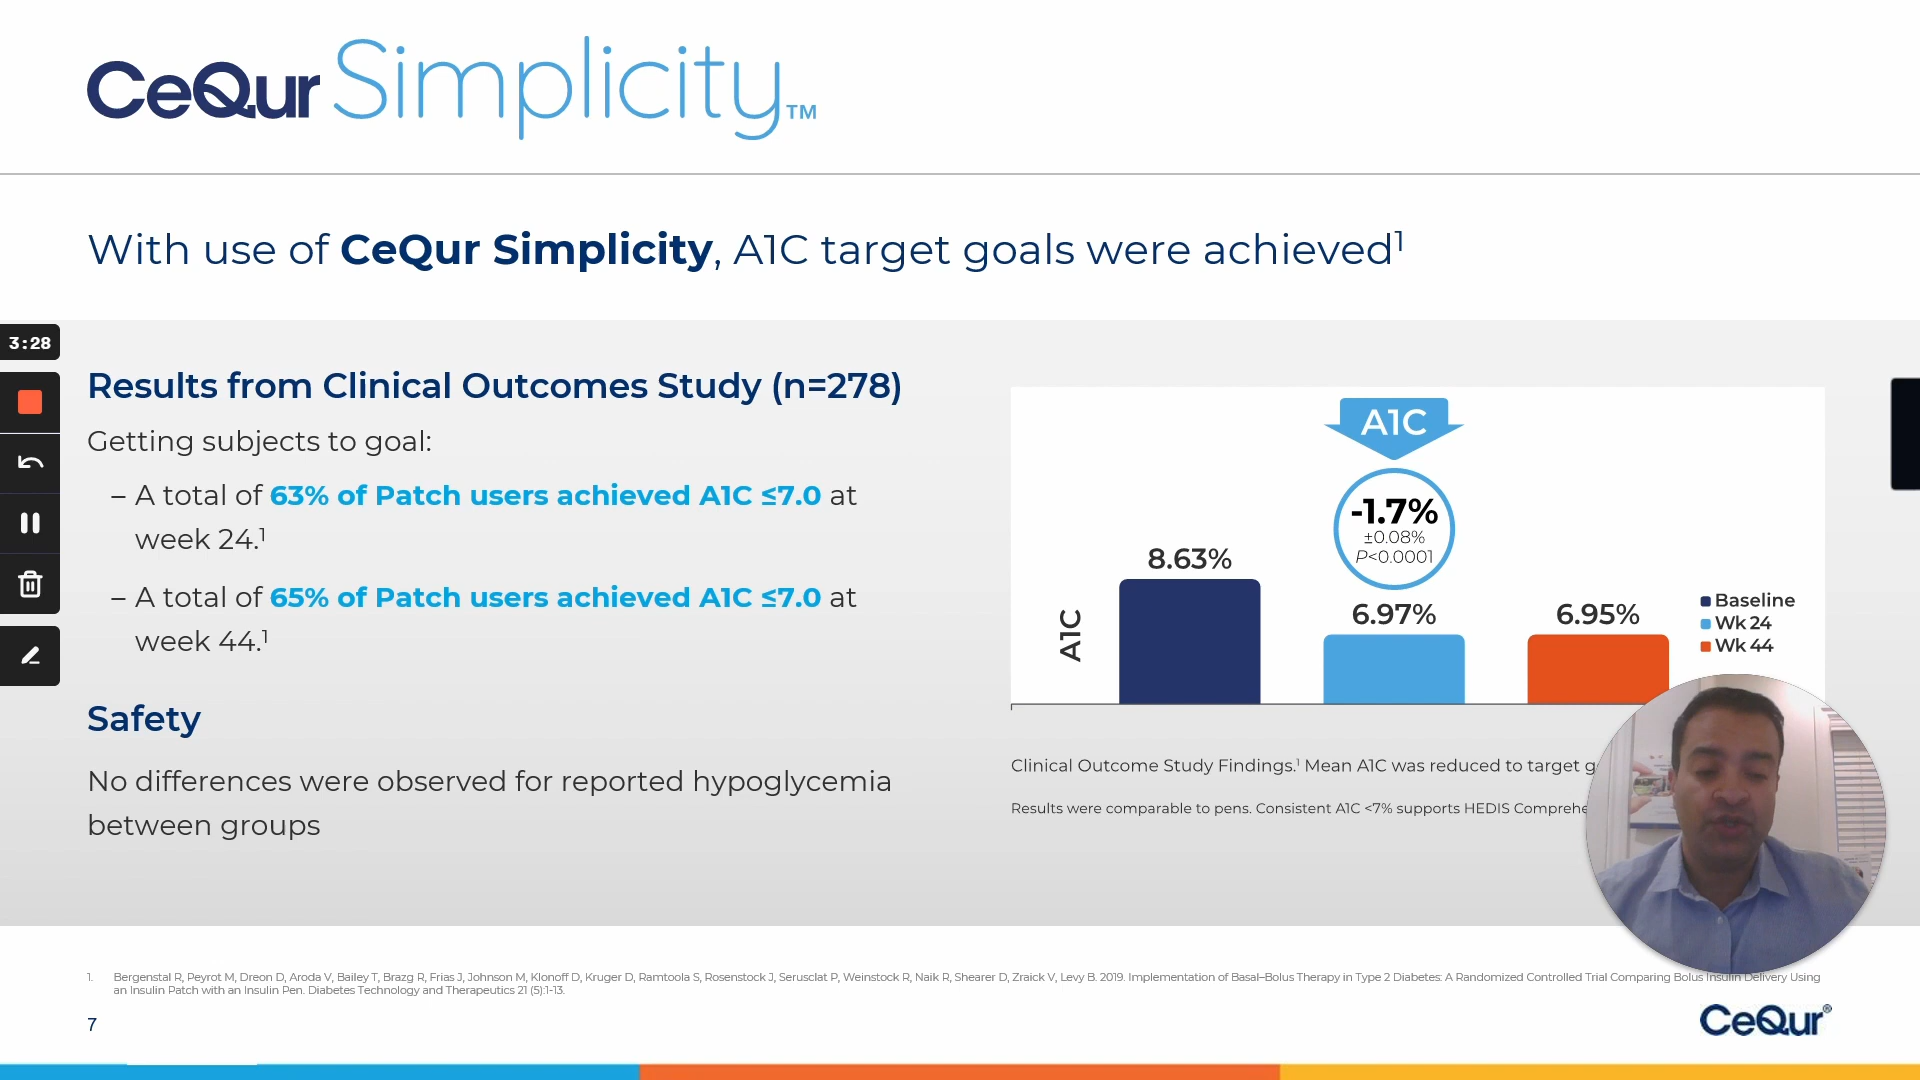 CeQur Simplicity™
With use of CeQur Simplicity, A1C target goals were achieved¹
3:28
Results from Clinical Outcomes Study (n=278)
Getting subjects to goal:
– A total of 63% of Patch users achieved A1C ≤7.0 at
week 24.¹
– A total of 65% of Patch users achieved A1C ≤7.0 at
week 44.¹
Safety
No differences were observed for reported hypoglycemia
between groups
A1C
-1.7%
±0.08%
P<0.0001
8.63%
6.97%
6.95%
A1C
Baseline
Wk 24
Wk 44
Clinical Outcome Study Findings.¹ Mean A1C was reduced to target
Results were comparable to pens. Consistent A1C <7% supports HEDIS
1. Bergenstal R, Peyrot M, Dreon D, Aroda V, Bailey T, Brazg R, Frias J, Johnson M, Klonoff D, Kruger D, Ramtoola S, Rosenstock J, Serusclat P, Weinstock R, Naik R, Shearer D, Zraick V, Levy B. 2019. Implementation of Basal–Bolus Therapy in Type 2 Diabetes: A Randomized Controlled Trial Comparing Bolus Insulin Delivery Using
an Insulin Patch with an Insulin Pen. Diabetes Technology and Therapeutics 21 (5):1-13.
7
CeQur®